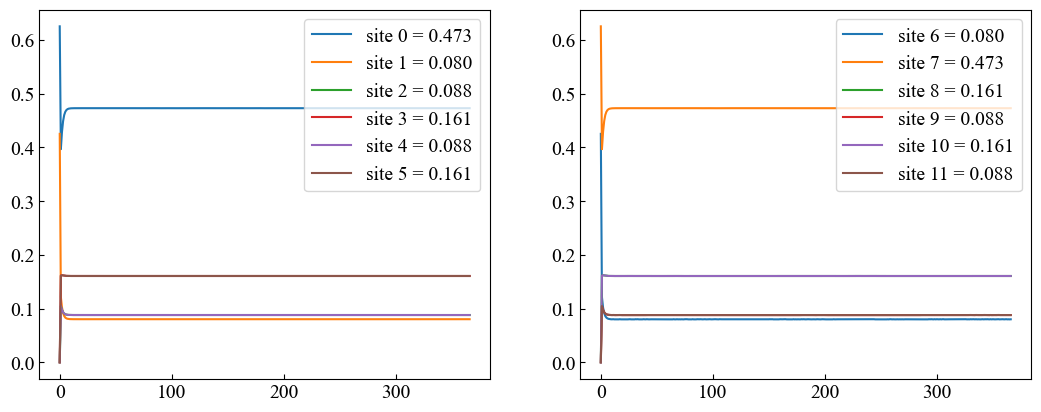 0.6
0.5
0.4
0.3
0.2
0.1
0.0
0
100
200
300
site 0 = 0.473
site 1 = 0.080
site 2 = 0.088
site 3 = 0.161
site 4 = 0.088
site 5 = 0.161
0.6
0.5
0.4
0.3
0.2
0.1
0.0
0
100
200
300
site 6 = 0.080
site 7 = 0.473
site 8 = 0.161
site 9 = 0.088
site 10 = 0.161
site 11 = 0.088